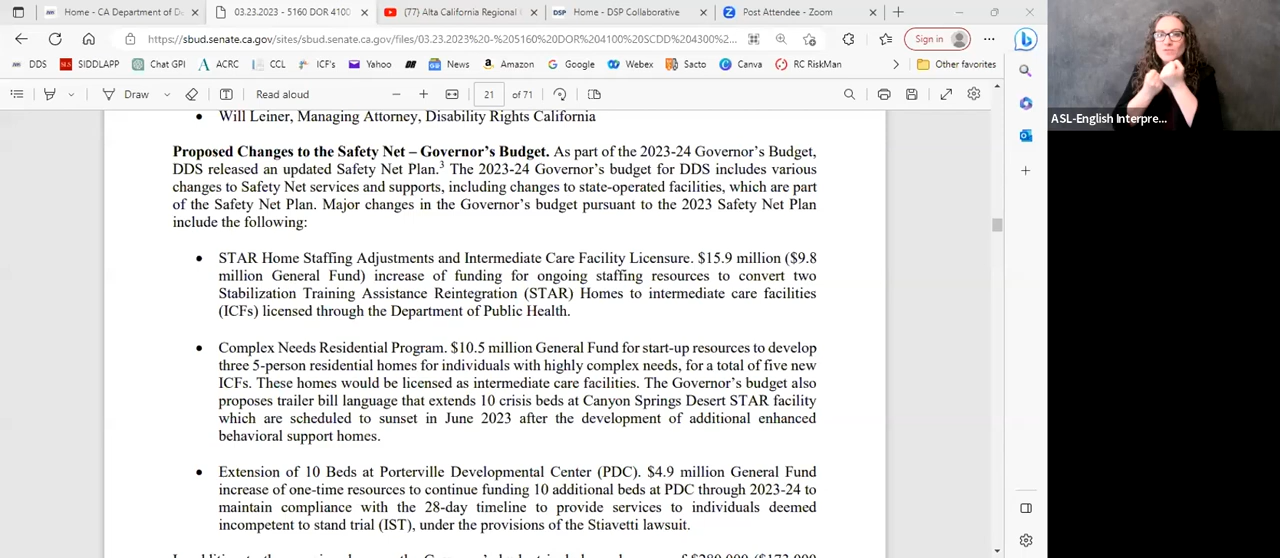 Home - CA Department of D
03.23.2023 - 5160 DOR 4100
(77) Alta California Regional
Home - DSP Collaborative
Post Attendee - Zoom
https://sbud.senate.ca.gov/sites/sbud.senate.ca.gov/files/03.23.2023%20-%205160%20DOR%204100%20SCDD%204300%2...
Sign in
DDS
SIDDLAPP
Chat GPI
ACRC
CCL
ICF's
Yahoo
News
Amazon
Google
Webex
Sacto
Canva
RC RiskMan
Other favorites
Draw
Read aloud
21 of 71
ASL-English Interpre...
• Will Leiner, Managing Attorney, Disability Rights California
Proposed Changes to the Safety Net – Governor's Budget. As part of the 2023-24 Governor's Budget,
DDS released an updated Safety Net Plan.3 The 2023-24 Governor's budget for DDS includes various
changes to Safety Net services and supports, including changes to state-operated facilities, which are part
of the Safety Net Plan. Major changes in the Governor's budget pursuant to the 2023 Safety Net Plan
include the following:
• STAR Home Staffing Adjustments and Intermediate Care Facility Licensure. $15.9 million ($9.8
million General Fund) increase of funding for ongoing staffing resources to convert two
Stabilization Training Assistance Reintegration (STAR) Homes to intermediate care facilities
(ICFs) licensed through the Department of Public Health.
• Complex Needs Residential Program. $10.5 million General Fund for start-up resources to develop
three 5-person residential homes for individuals with highly complex needs, for a total of five new
ICFs. These homes would be licensed as intermediate care facilities. The Governor's budget also
proposes trailer bill language that extends 10 crisis beds at Canyon Springs Desert STAR facility
which are scheduled to sunset in June 2023 after the development of additional enhanced
behavioral support homes.
• Extension of 10 Beds at Porterville Developmental Center (PDC). $4.9 million General Fund
increase of one-time resources to continue funding 10 additional beds at PDC through 2023-24 to
maintain compliance with the 28-day timeline to provide services to individuals deemed
incompetent to stand trial (IST), under the provisions of the Stiavetti lawsuit.